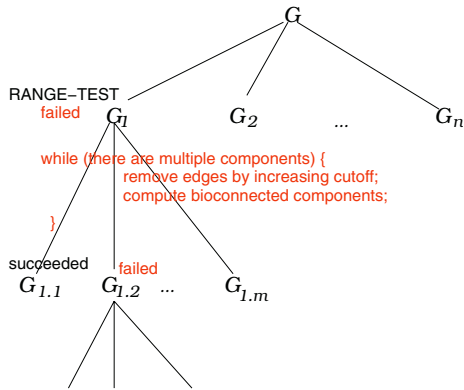 G
RANGE–TEST
failed
G1 G2 ... Gn
while (there are multiple components) {
remove edges by increasing cutoff;
compute bioconnected components;
}
succeeded failed
G1.1 G1.2 ... G1.m